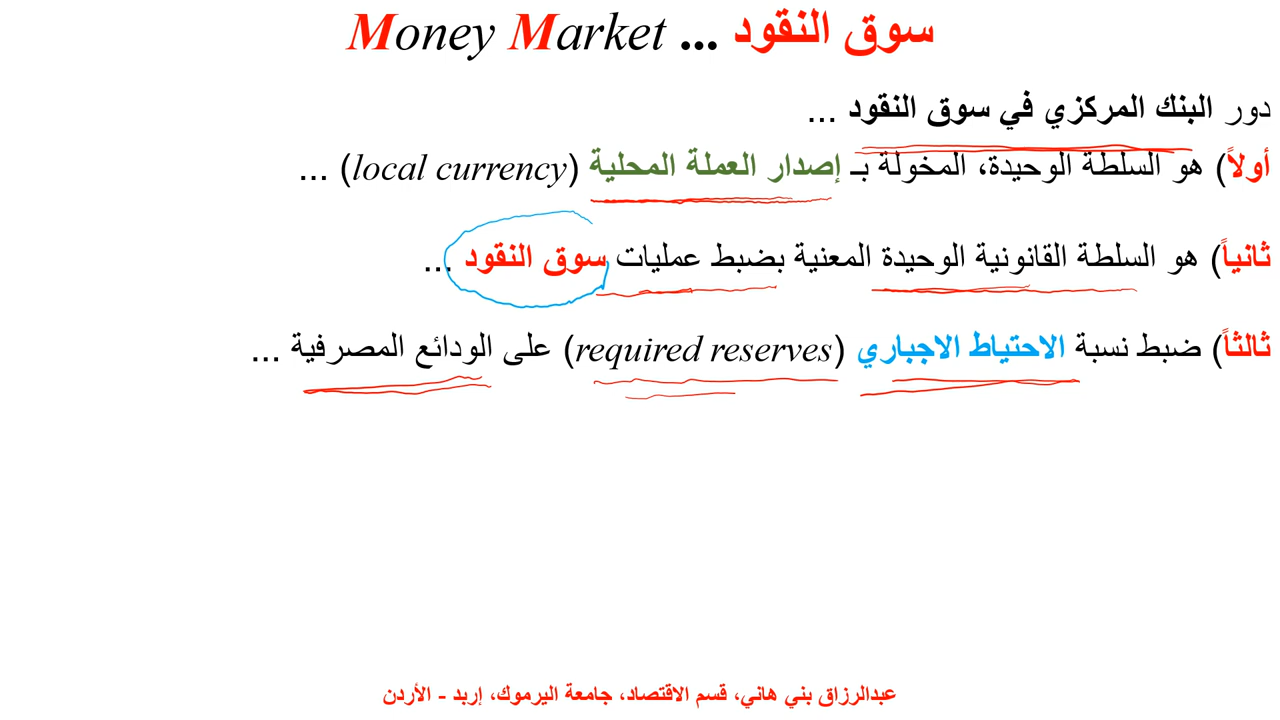 سوق النقود ... Money Market
دور البنك المركزي في سوق النقود ...
أولاً) هو السلطة الوحيدة، المخولة بـ إصدار العملة المحلية (local currency) ...
ثانياً) هو السلطة القانونية الوحيدة المعنية بضبط عمليات سوق النقود ...
ثالثاً) ضبط نسبة الاحتياط الاجباري (required reserves) على الودائع المصرفية ...
عبدالرزاق بني هاني، قسم الاقتصاد، جامعة اليرموك، إربد - الأردن